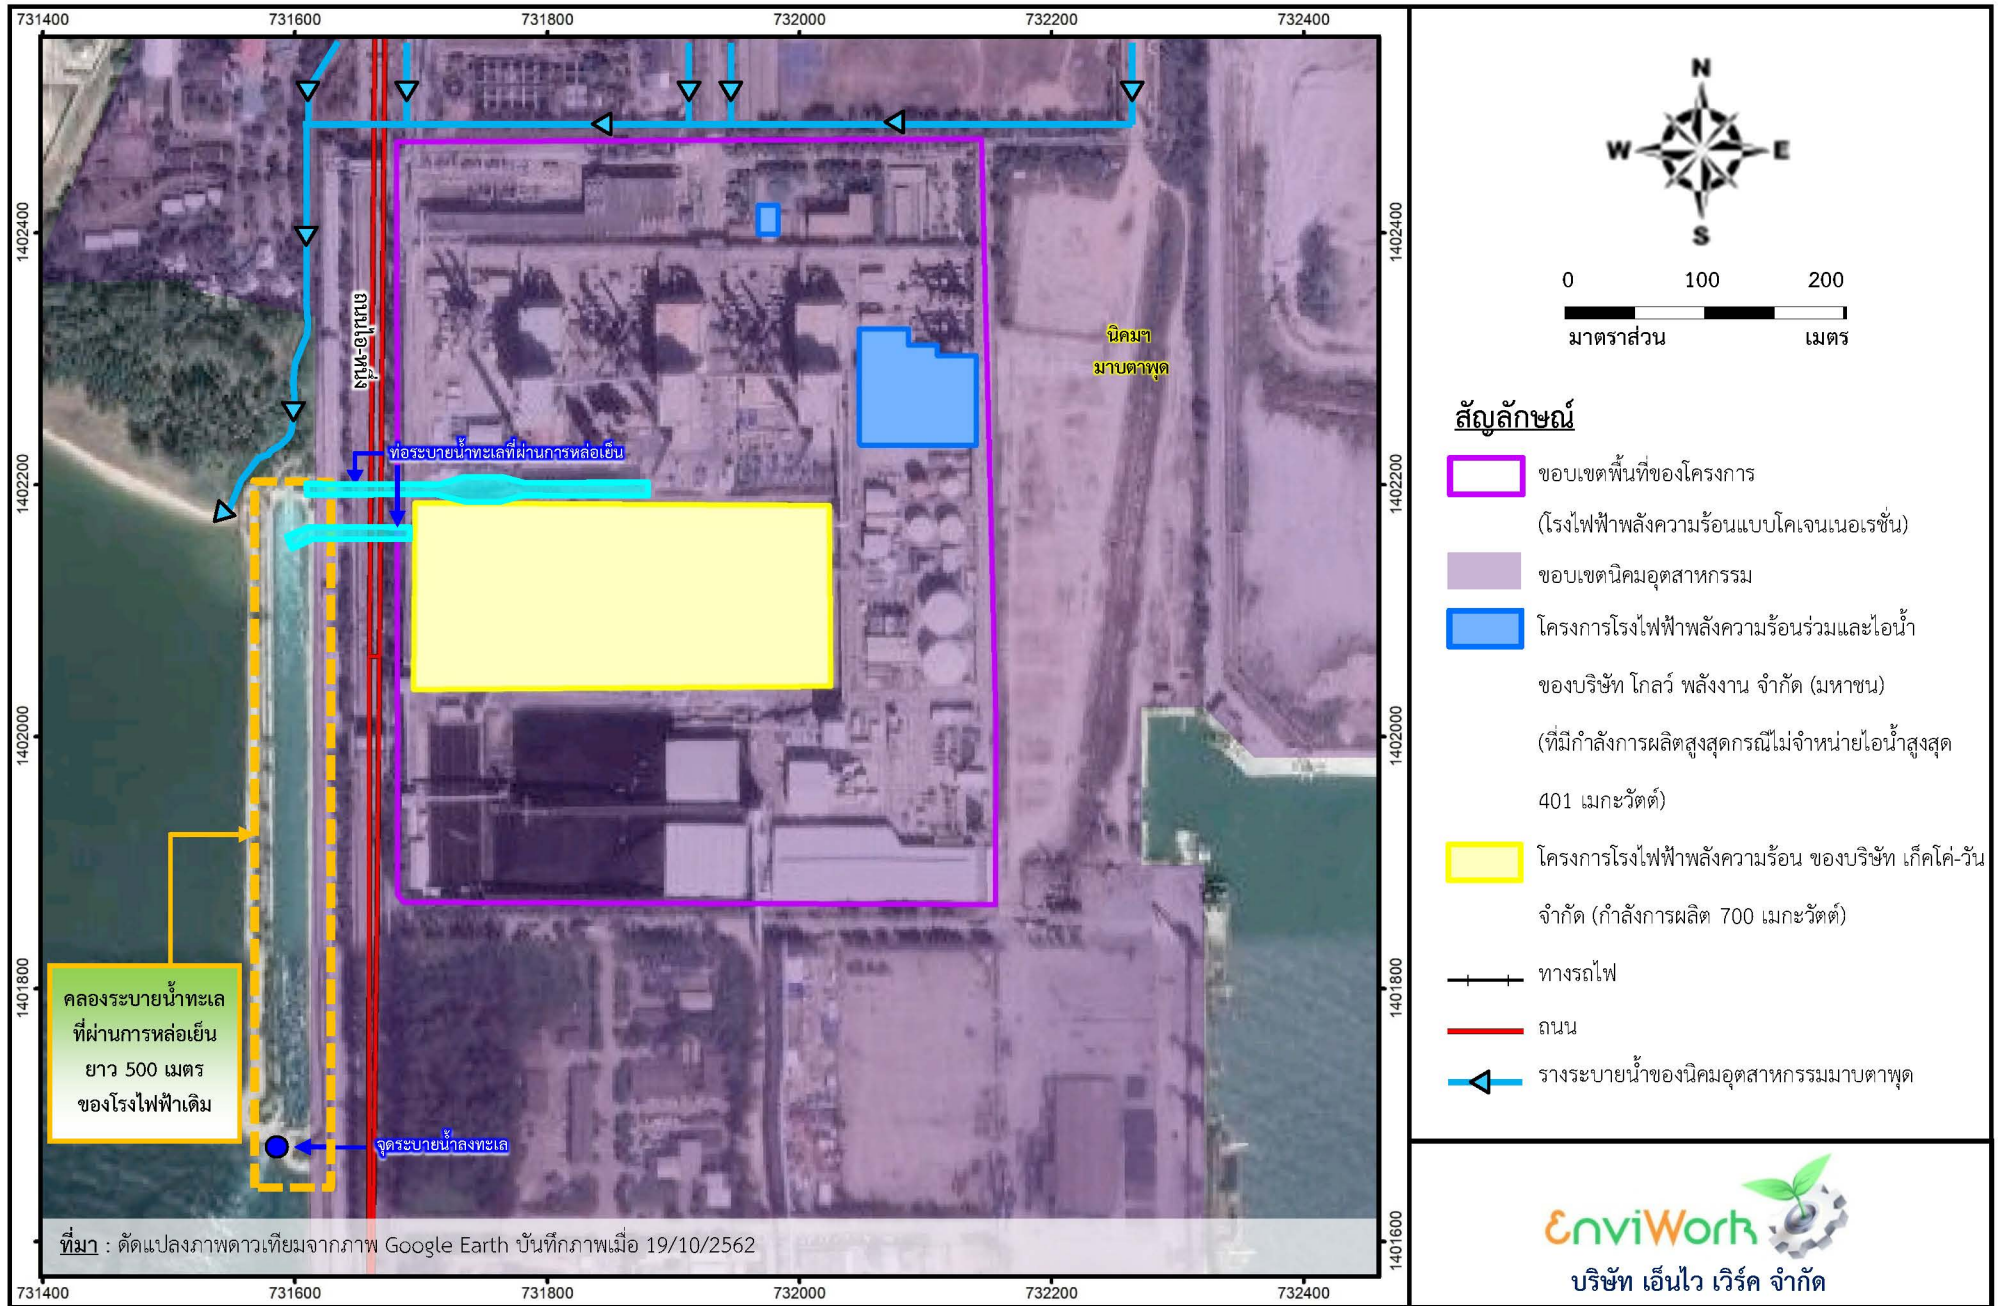 731400 731600 731800 732000 732200 732400
1402400
1402200
1402000
1401800
1402400
1402200
1402000
1401800
1401600
731400 731600 731800 732000 732200 732400
ถนนไอ-หนึ่ง
นิคมฯ
มาบตาพุด
ท่อระบายน้ำทะเลที่ผ่านการหล่อเย็น
คลองระบายน้ำทะเล
ที่ผ่านการหล่อเย็น
ยาว 500 เมตร
ของโรงไฟฟ้าเดิม
จุดระบายน้ำลงทะเล
ที่มา : ดัดแปลงภาพดาวเทียมจากภาพ Google Earth บันทึกภาพเมื่อ 19/10/2562
N
W E
S
0 100 200
มาตราส่วน เมตร
สัญลักษณ์
ขอบเขตพื้นที่ของโครงการ
(โรงไฟฟ้าพลังความร้อนแบบโคเจนเนอเรชั่น)
ขอบเขตนิคมอุตสาหกรรม
โครงการโรงไฟฟ้าพลังความร้อนร่วมและไอน้ำ
ของบริษัท โกลว์ พลังงาน จำกัด (มหาชน)
(ที่มีกำลังการผลิตสูงสุดกรณีไม่จำหน่ายไอน้ำสูงสุด
401 เมกะวัตต์)
โครงการโรงไฟฟ้าพลังความร้อน ของบริษัท เก็คโค่-วัน
จำกัด (กำลังการผลิต 700 เมกะวัตต์)
ทางรถไฟ
ถนน
รางระบายน้ำของนิคมอุตสาหกรรมมาบตาพุด
EnviWork
บริษัท เอ็นไว เวิร์ค จำกัด